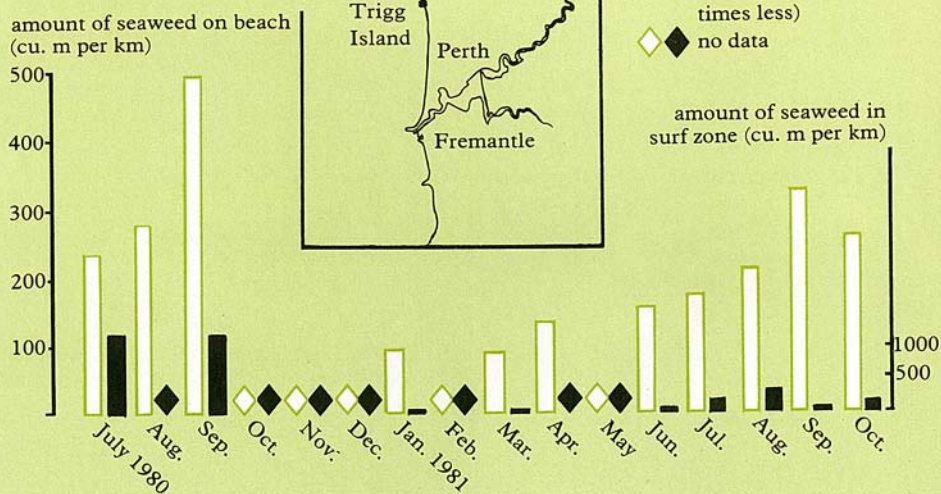 amount of seaweed on beach
(cu. m per km)
500
400
300
200
100
Trigg
Island
Perth
Fremantle
times less)
no data
amount of seaweed in
surf zone (cu. m per km)
1000
500
July 1980
Aug.
Sep.
Oct.
Nov.
Dec.
Jan. 1981
Feb.
Mar.
Apr.
May
Jun.
Jul.
Aug.
Sep.
Oct.